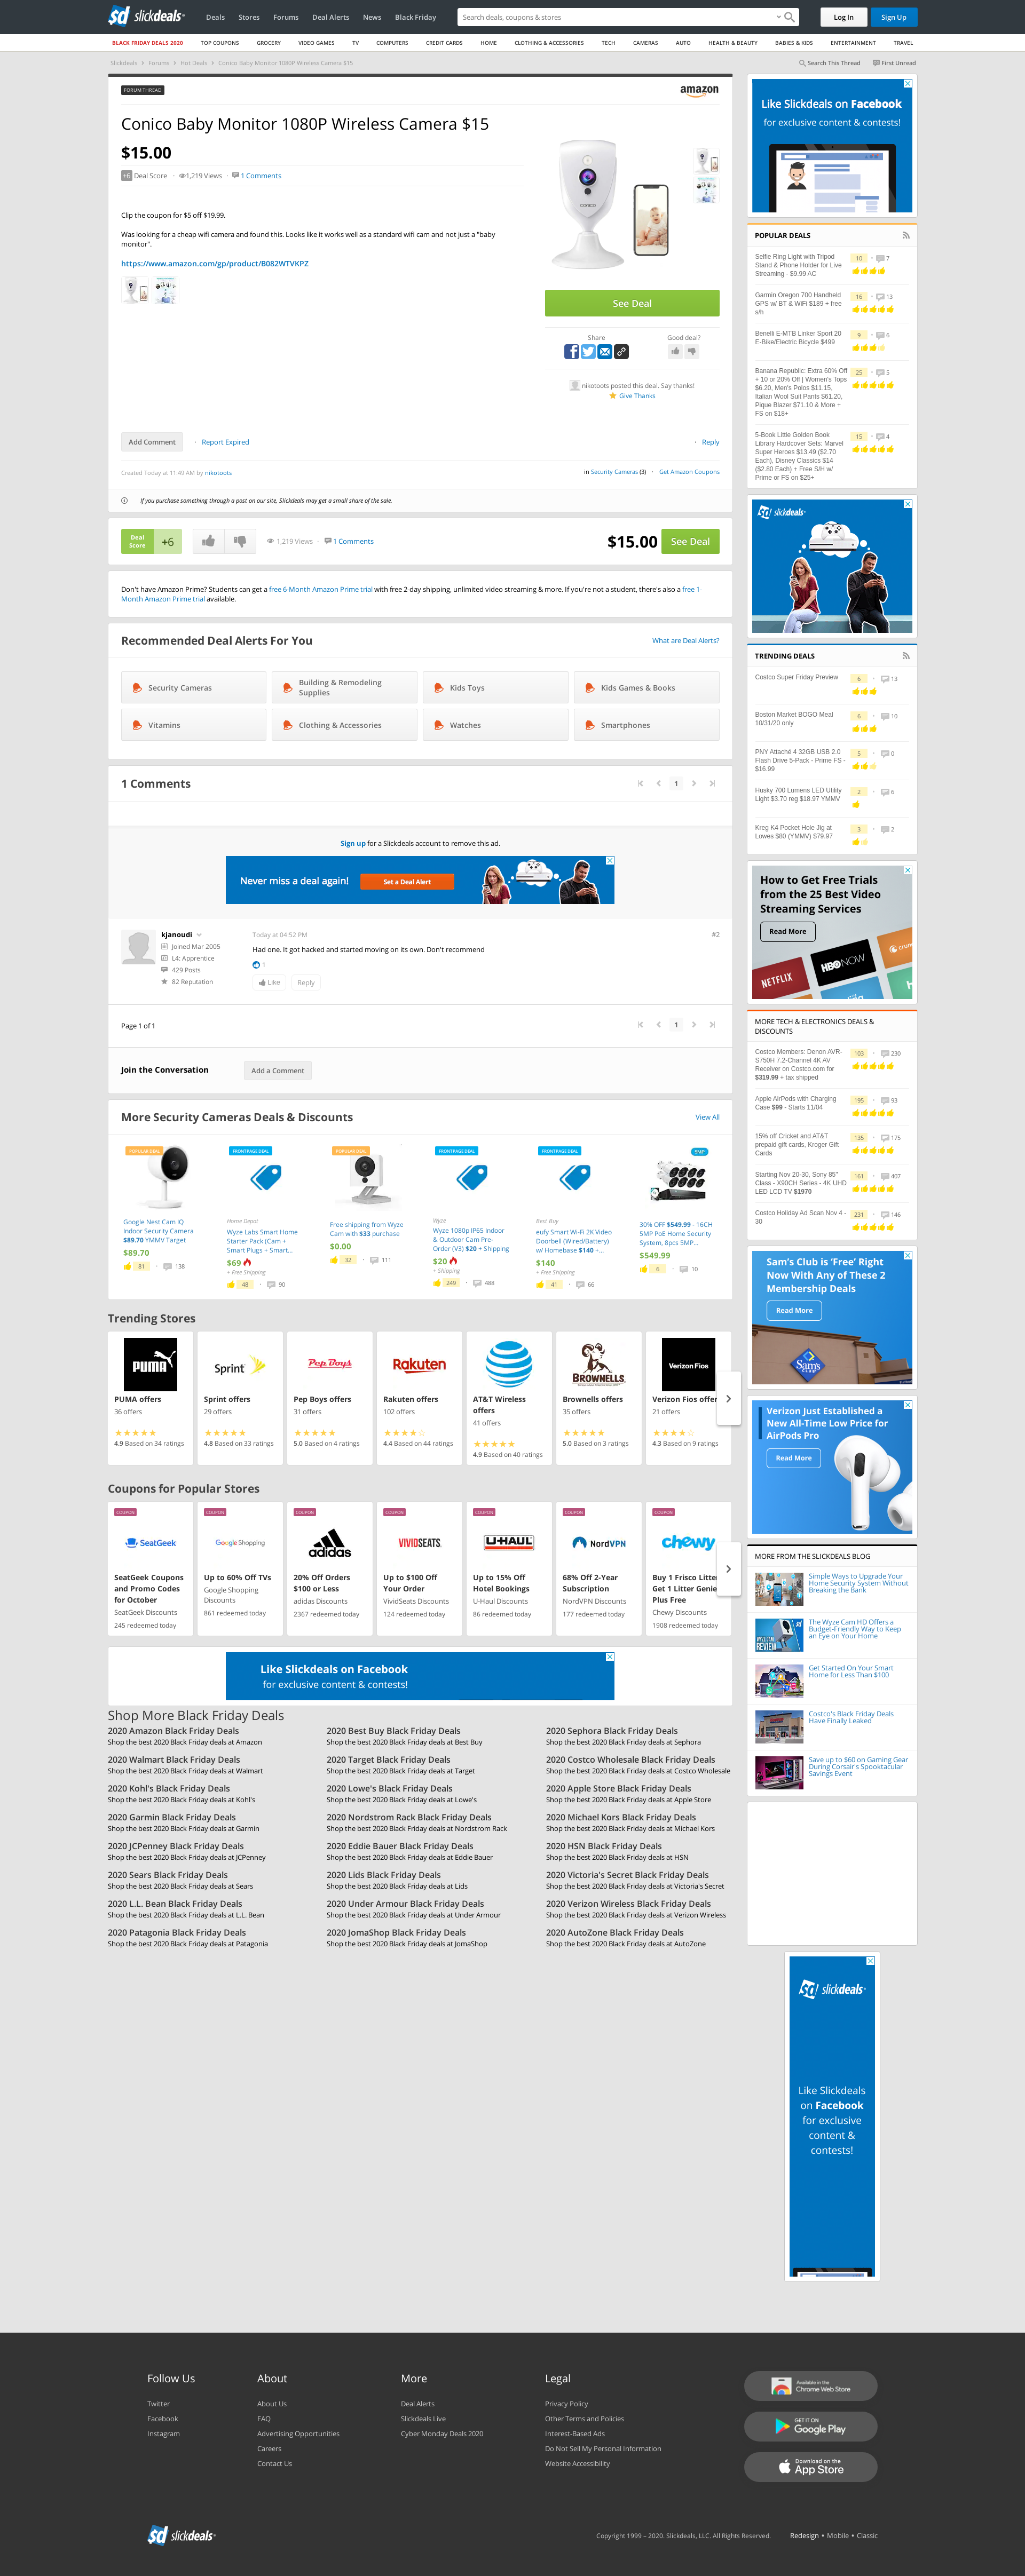 slickdeals
Deals Stores Forums Deal Alerts News Black Friday
Search deals, coupons & stores
Log In
Sign Up
BLACK FRIDAY DEALS 2020 TOP COUPONS GROCERY VIDEO GAMES TV COMPUTERS CREDIT CARDS HOME CLOTHING & ACCESSORIES TECH CAMERAS AUTO HEALTH & BEAUTY BABIES & KIDS ENTERTAINMENT TRAVEL
Slickdeals > Forums > Hot Deals > Conico Baby Monitor 1080P Wireless Camera $15
Search This Thread First Unread
FORUM THREAD
amazon
Conico Baby Monitor 1080P Wireless Camera $15
$15.00
+6 Deal Score 1,219 Views 1 Comments
Clip the coupon for $5 off $19.99.
Was looking for a cheap wifi camera and found this. Looks like it works well as a standard wifi cam and not just a "baby
monitor".
https://www.amazon.com/gp/product/B082WTVKPZ
See Deal
Share
Good deal?
nikotoots posted this deal. Say thanks!
Give Thanks
Add Comment
Report Expired
Reply
Created Today at 11:49 AM by nikotoots
in Security Cameras (3) Get Amazon Coupons
If you purchase something through a post on our site, Slickdeals may get a small share of the sale.
Deal
Score
+6
1,219 Views 1 Comments
$15.00
See Deal
Don't have Amazon Prime? Students can get a free 6-Month Amazon Prime trial with free 2-day shipping, unlimited video streaming & more. If you're not a student, there's also a free 1-
Month Amazon Prime trial available.
Recommended Deal Alerts For You
What are Deal Alerts?
Security Cameras
Building & Remodeling
Supplies
Kids Toys
Kids Games & Books
Vitamins
Clothing & Accessories
Watches
Smartphones
1 Comments
1
Sign up for a Slickdeals account to remove this ad.
Never miss a deal again!
Set a Deal Alert
kjanoudi
Joined Mar 2005
L4: Apprentice
429 Posts
82 Reputation
Today at 04:52 PM
#2
Had one. It got hacked and started moving on its own. Don't recommend
1
Like
Reply
Page 1 of 1
1
Join the Conversation
Add a Comment
More Security Cameras Deals & Discounts
View All
POPULAR DEAL
Google Nest Cam IQ
Indoor Security Camera
$89.70 YMMV Target
$89.70
81 138
FRONTPAGE DEAL
Home Depot
Wyze Labs Smart Home
Starter Pack (Cam +
Smart Plugs + Smart...
$69
+ Free Shipping
48 90
POPULAR DEAL
Free shipping from Wyze
Cam with $33 purchase
$0.00
32 111
FRONTPAGE DEAL
Wyze
Wyze 1080p IP65 Indoor
& Outdoor Cam Pre-
Order (V3) $20 + Shipping
$20
+ Shipping
249 488
FRONTPAGE DEAL
Best Buy
eufy Smart Wi-Fi 2K Video
Doorbell (Wired/Battery)
w/ Homebase $140 +...
$140
+ Free Shipping
41 66
5MP
30% OFF $549.99 - 16CH
5MP PoE Home Security
System, 8pcs 5MP...
$549.99
6 10
Trending Stores
PUMA
PUMA offers
36 offers
4.9 Based on 34 ratings
Sprint
Sprint offers
29 offers
4.8 Based on 33 ratings
Pep Boys
Pep Boys offers
31 offers
5.0 Based on 4 ratings
Rakuten
Rakuten offers
102 offers
4.4 Based on 44 ratings
AT&T Wireless
offers
41 offers
4.9 Based on 40 ratings
BROWNELLS
Brownells offers
35 offers
5.0 Based on 3 ratings
Verizon Fios
Verizon Fios offer
21 offers
4.3 Based on 9 ratings
Coupons for Popular Stores
COUPON
SeatGeek
SeatGeek Coupons
and Promo Codes
for October
SeatGeek Discounts
245 redeemed today
COUPON
Google Shopping
Up to 60% Off TVs
Google Shopping
Discounts
861 redeemed today
COUPON
adidas
20% Off Orders
$100 or Less
adidas Discounts
2367 redeemed today
COUPON
VIVIDSEATS
Up to $100 Off
Your Order
VividSeats Discounts
124 redeemed today
COUPON
U-HAUL
Up to 15% Off
Hotel Bookings
U-Haul Discounts
86 redeemed today
COUPON
NordVPN
68% Off 2-Year
Subscription
NordVPN Discounts
177 redeemed today
COUPON
chewy
Buy 1 Frisco Litter
Get 1 Litter Genie
Plus Free
Chewy Discounts
1908 redeemed today
Like Slickdeals on Facebook
for exclusive content & contests!
Shop More Black Friday Deals
2020 Amazon Black Friday Deals
Shop the best 2020 Black Friday deals at Amazon
2020 Best Buy Black Friday Deals
Shop the best 2020 Black Friday deals at Best Buy
2020 Sephora Black Friday Deals
Shop the best 2020 Black Friday deals at Sephora
2020 Walmart Black Friday Deals
Shop the best 2020 Black Friday deals at Walmart
2020 Target Black Friday Deals
Shop the best 2020 Black Friday deals at Target
2020 Costco Wholesale Black Friday Deals
Shop the best 2020 Black Friday deals at Costco Wholesale
2020 Kohl's Black Friday Deals
Shop the best 2020 Black Friday deals at Kohl's
2020 Lowe's Black Friday Deals
Shop the best 2020 Black Friday deals at Lowe's
2020 Apple Store Black Friday Deals
Shop the best 2020 Black Friday deals at Apple Store
2020 Garmin Black Friday Deals
Shop the best 2020 Black Friday deals at Garmin
2020 Nordstrom Rack Black Friday Deals
Shop the best 2020 Black Friday deals at Nordstrom Rack
2020 Michael Kors Black Friday Deals
Shop the best 2020 Black Friday deals at Michael Kors
2020 JCPenney Black Friday Deals
Shop the best 2020 Black Friday deals at JCPenney
2020 Eddie Bauer Black Friday Deals
Shop the best 2020 Black Friday deals at Eddie Bauer
2020 HSN Black Friday Deals
Shop the best 2020 Black Friday deals at HSN
2020 Sears Black Friday Deals
Shop the best 2020 Black Friday deals at Sears
2020 Lids Black Friday Deals
Shop the best 2020 Black Friday deals at Lids
2020 Victoria's Secret Black Friday Deals
Shop the best 2020 Black Friday deals at Victoria's Secret
2020 L.L. Bean Black Friday Deals
Shop the best 2020 Black Friday deals at L.L. Bean
2020 Under Armour Black Friday Deals
Shop the best 2020 Black Friday deals at Under Armour
2020 Verizon Wireless Black Friday Deals
Shop the best 2020 Black Friday deals at Verizon Wireless
2020 Patagonia Black Friday Deals
Shop the best 2020 Black Friday deals at Patagonia
2020 JomaShop Black Friday Deals
Shop the best 2020 Black Friday deals at JomaShop
2020 AutoZone Black Friday Deals
Shop the best 2020 Black Friday deals at AutoZone
Like Slickdeals on Facebook
for exclusive content & contests!
POPULAR DEALS
Selfie Ring Light with Tripod
Stand & Phone Holder for Live
Streaming - $9.99 AC
10 7
Garmin Oregon 700 Handheld
GPS w/ BT & WiFi $189 + free
s/h
16 13
Benelli E-MTB Linker Sport 20
E-Bike/Electric Bicycle $499
9 6
Banana Republic: Extra 60% Off
+ 10 or 20% Off | Women's Tops
$6.20, Men's Polos $11.15,
Italian Wool Suit Pants $61.20,
Pique Blazer $71.10 & More +
FS on $18+
25 5
5-Book Little Golden Book
Library Hardcover Sets: Marvel
Super Heroes $13.49 ($2.70
Each), Disney Classics $14
($2.80 Each) + Free S/H w/
Prime or FS on $25+
15 4
slickdeals
TRENDING DEALS
Costco Super Friday Preview
6 13
Boston Market BOGO Meal
10/31/20 only
6 10
PNY Attaché 4 32GB USB 2.0
Flash Drive 5-Pack - Prime FS -
$16.99
5 0
Husky 700 Lumens LED Utility
Light $3.70 reg $18.97 YMMV
2 6
Kreg K4 Pocket Hole Jig at
Lowes $80 (YMMV) $79.97
3 2
How to Get Free Trials
from the 25 Best Video
Streaming Services
Read More
NETFLIX
HBO NOW
crunc
h
MORE TECH & ELECTRONICS DEALS &
DISCOUNTS
Costco Members: Denon AVR-
S750H 7.2-Channel 4K AV
Receiver on Costco.com for
$319.99 + tax shipped
103 230
Apple AirPods with Charging
Case $99 - Starts 11/04
195 93
15% off Cricket and AT&T
prepaid gift cards, Kroger Gift
Cards
135 175
Starting Nov 20-30, Sony 85"
Class - X90CH Series - 4K UHD
LED LCD TV $1970
161 407
Costco Holiday Ad Scan Nov 4 -
30
231 146
Sam's Club is 'Free' Right
Now With Any of These 2
Membership Deals
Read More
Sam's
Verizon Just Established a
New All-Time Low Price for
AirPods Pro
Read More
MORE FROM THE SLICKDEALS BLOG
Simple Ways to Upgrade Your
Home Security System Without
Breaking the Bank
WYZE CAM
REVIEW
The Wyze Cam HD Offers a
Budget-Friendly Way to Keep
an Eye on Your Home
Get Started On Your Smart
Home for Less Than $100
Costco's Black Friday Deals
Have Finally Leaked
Save up to $60 on Gaming Gear
During Corsair's Spooktacular
Savings Event
slickdeals
Like Slickdeals
on Facebook
for exclusive
content &
contests!
Follow Us
Twitter
Facebook
Instagram
About
About Us
FAQ
Advertising Opportunities
Careers
Contact Us
More
Deal Alerts
Slickdeals Live
Cyber Monday Deals 2020
Legal
Privacy Policy
Other Terms and Policies
Interest-Based Ads
Do Not Sell My Personal Information
Website Accessibility
Available in the
Chrome Web Store
GET IT ON
Google Play
Download on the
App Store
slickdeals
Copyright 1999 – 2020. Slickdeals, LLC. All Rights Reserved.
Redesign • Mobile • Classic